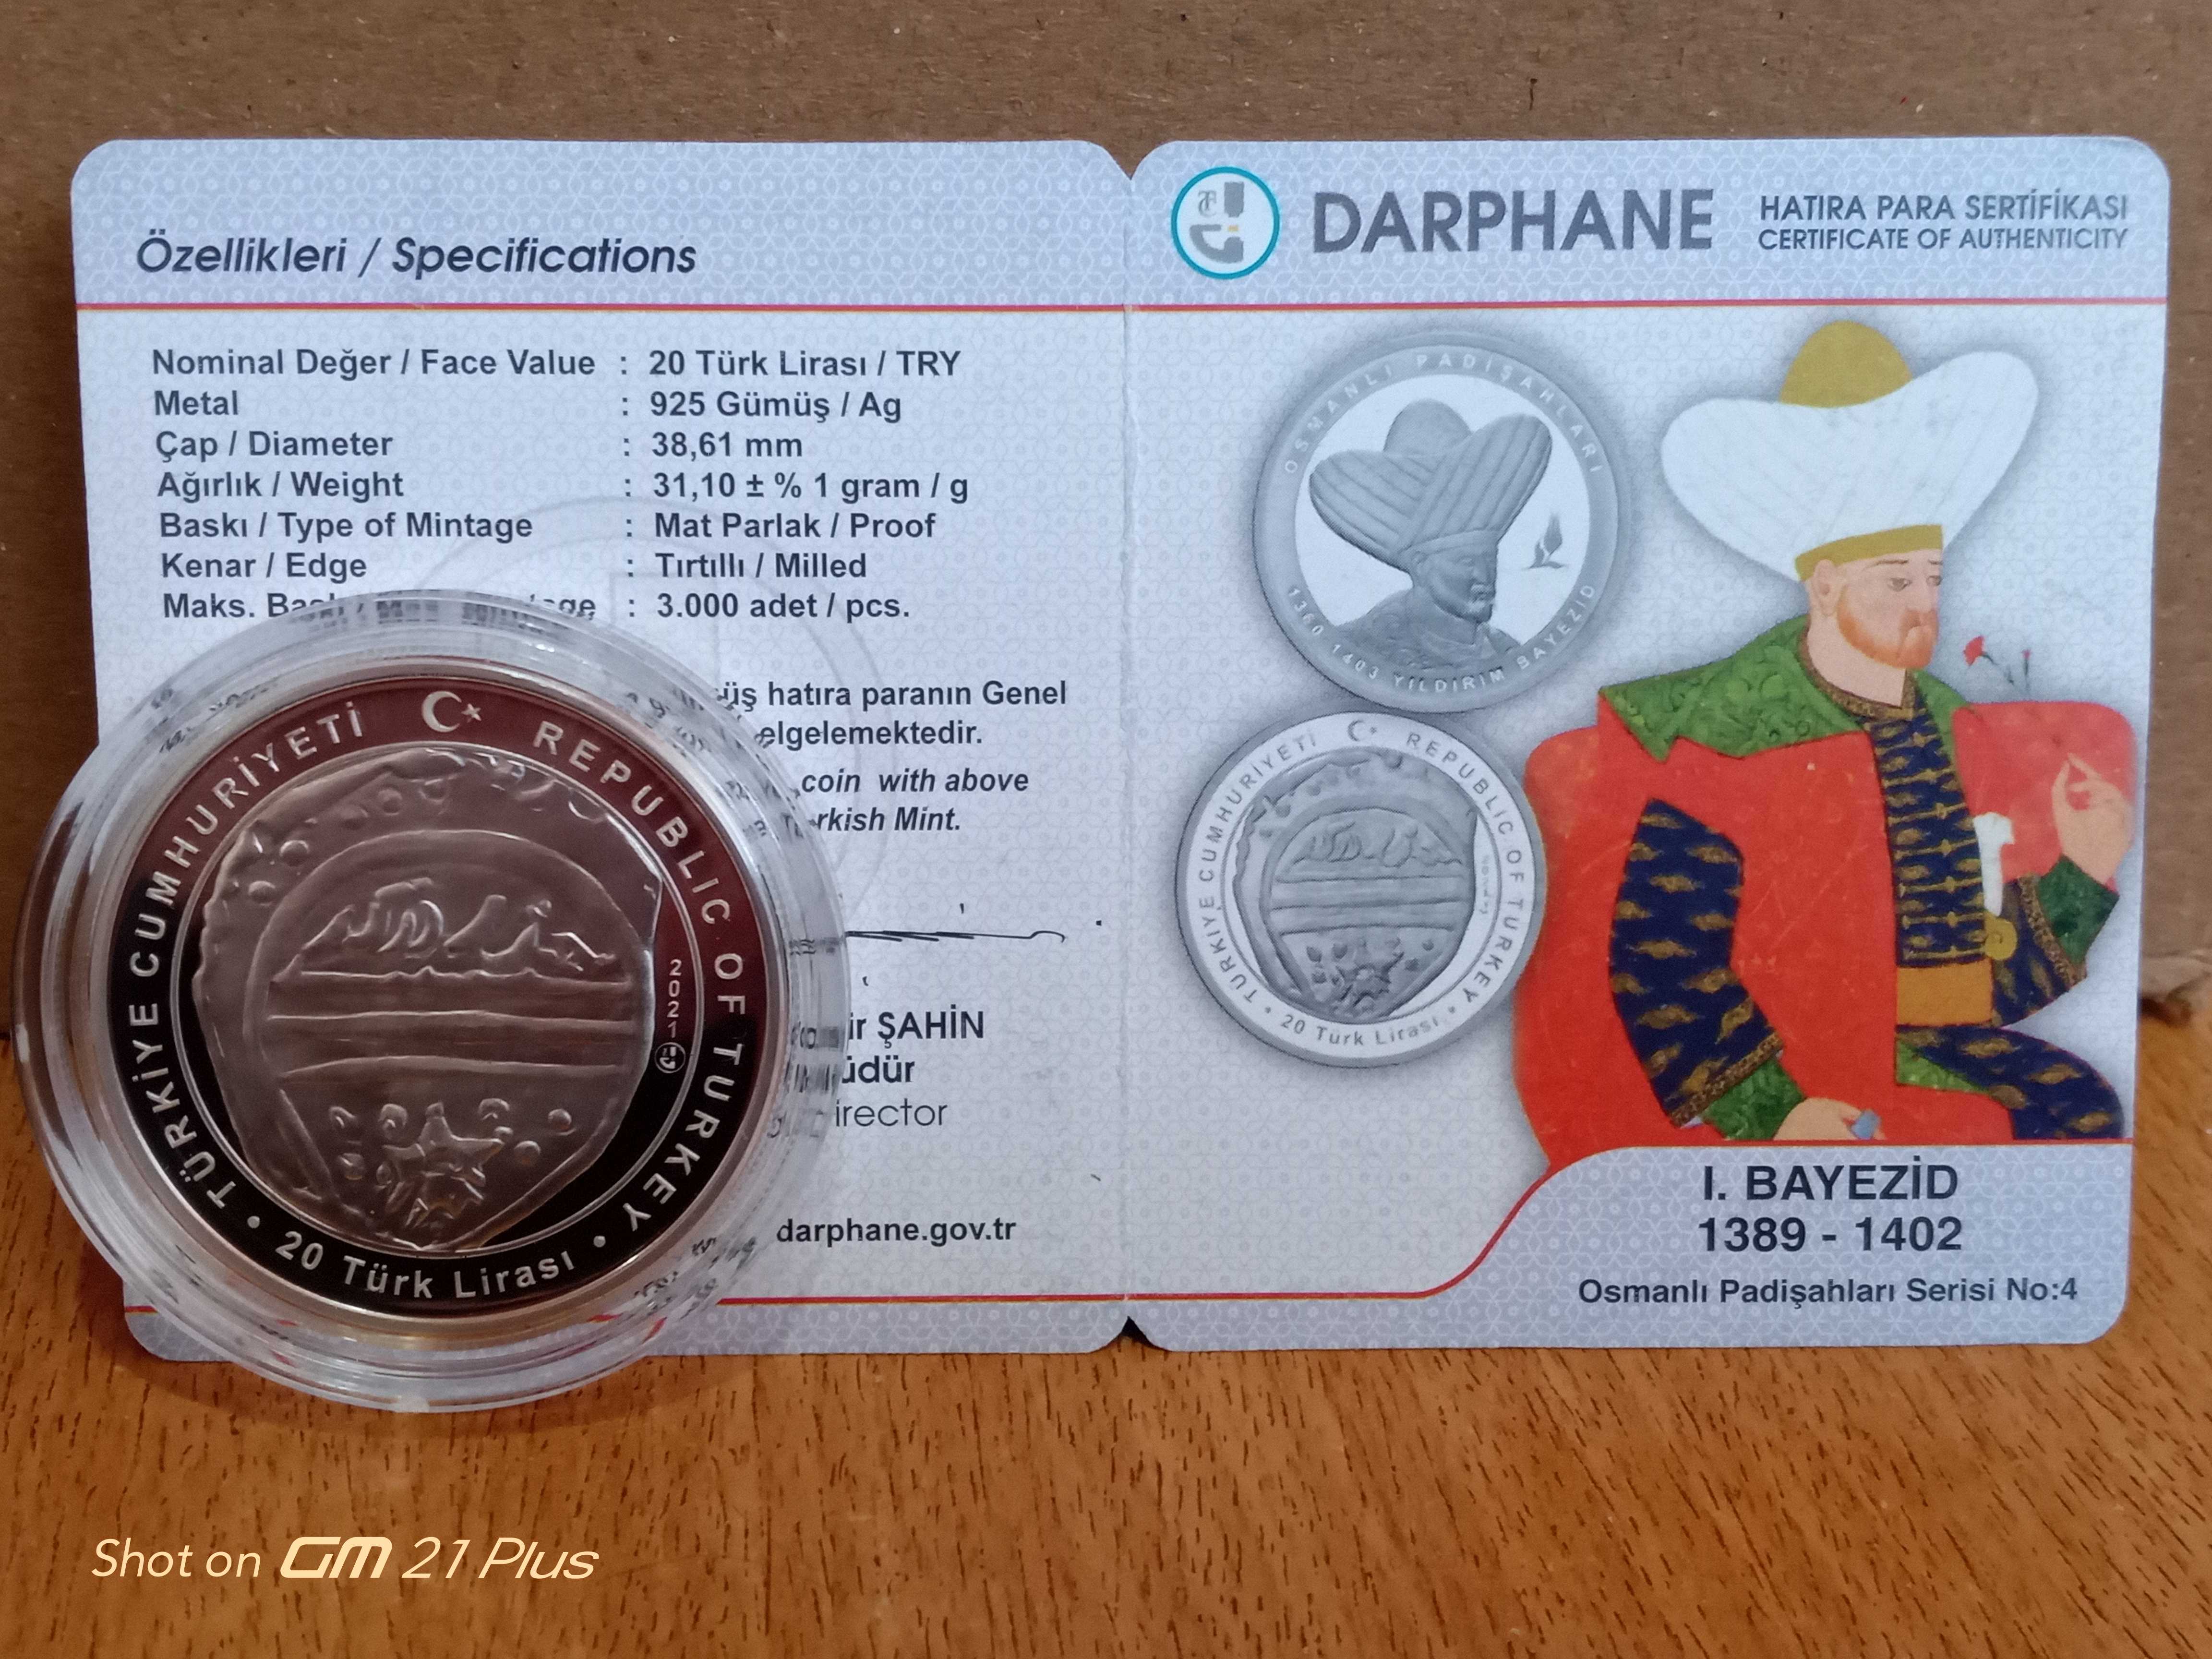 Özellikleri / Specifications
Nominal Değer / Face Value : 20 Türk Lirası / TRY
Metal : 925 Gümüş / Ag
Çap / Diameter : 38,61 mm
Ağırlık / Weight : 31,10 ± % 1 gram / g
Baskı / Type of Mintage : Mat Parlak / Proof
Kenar / Edge : Tırtıllı / Milled
Maks. : 3.000 adet / pcs.
hatıra paranın Genel
coin with above
Mint.
ŞAHİN
darphane.gov.tr
TÜRKİYE CUMHURİYETİ REPUBLIC OF TURKEY
2021
• 20 Türk Lirası •
DARPHANE
HATIRA PARA SERTİFİKASI
CERTIFICATE OF AUTHENTICITY
OSMANLI PADİŞAHLARI
1360 1403 YILDIRIM BAYEZİD
TÜRKİYE CUMHURİYETİ REPUBLIC OF TURKEY
• 20 Türk Lirası •
I. BAYEZİD
1389 - 1402
Osmanlı Padişahları Serisi No:4
Shot on GM 21 Plus